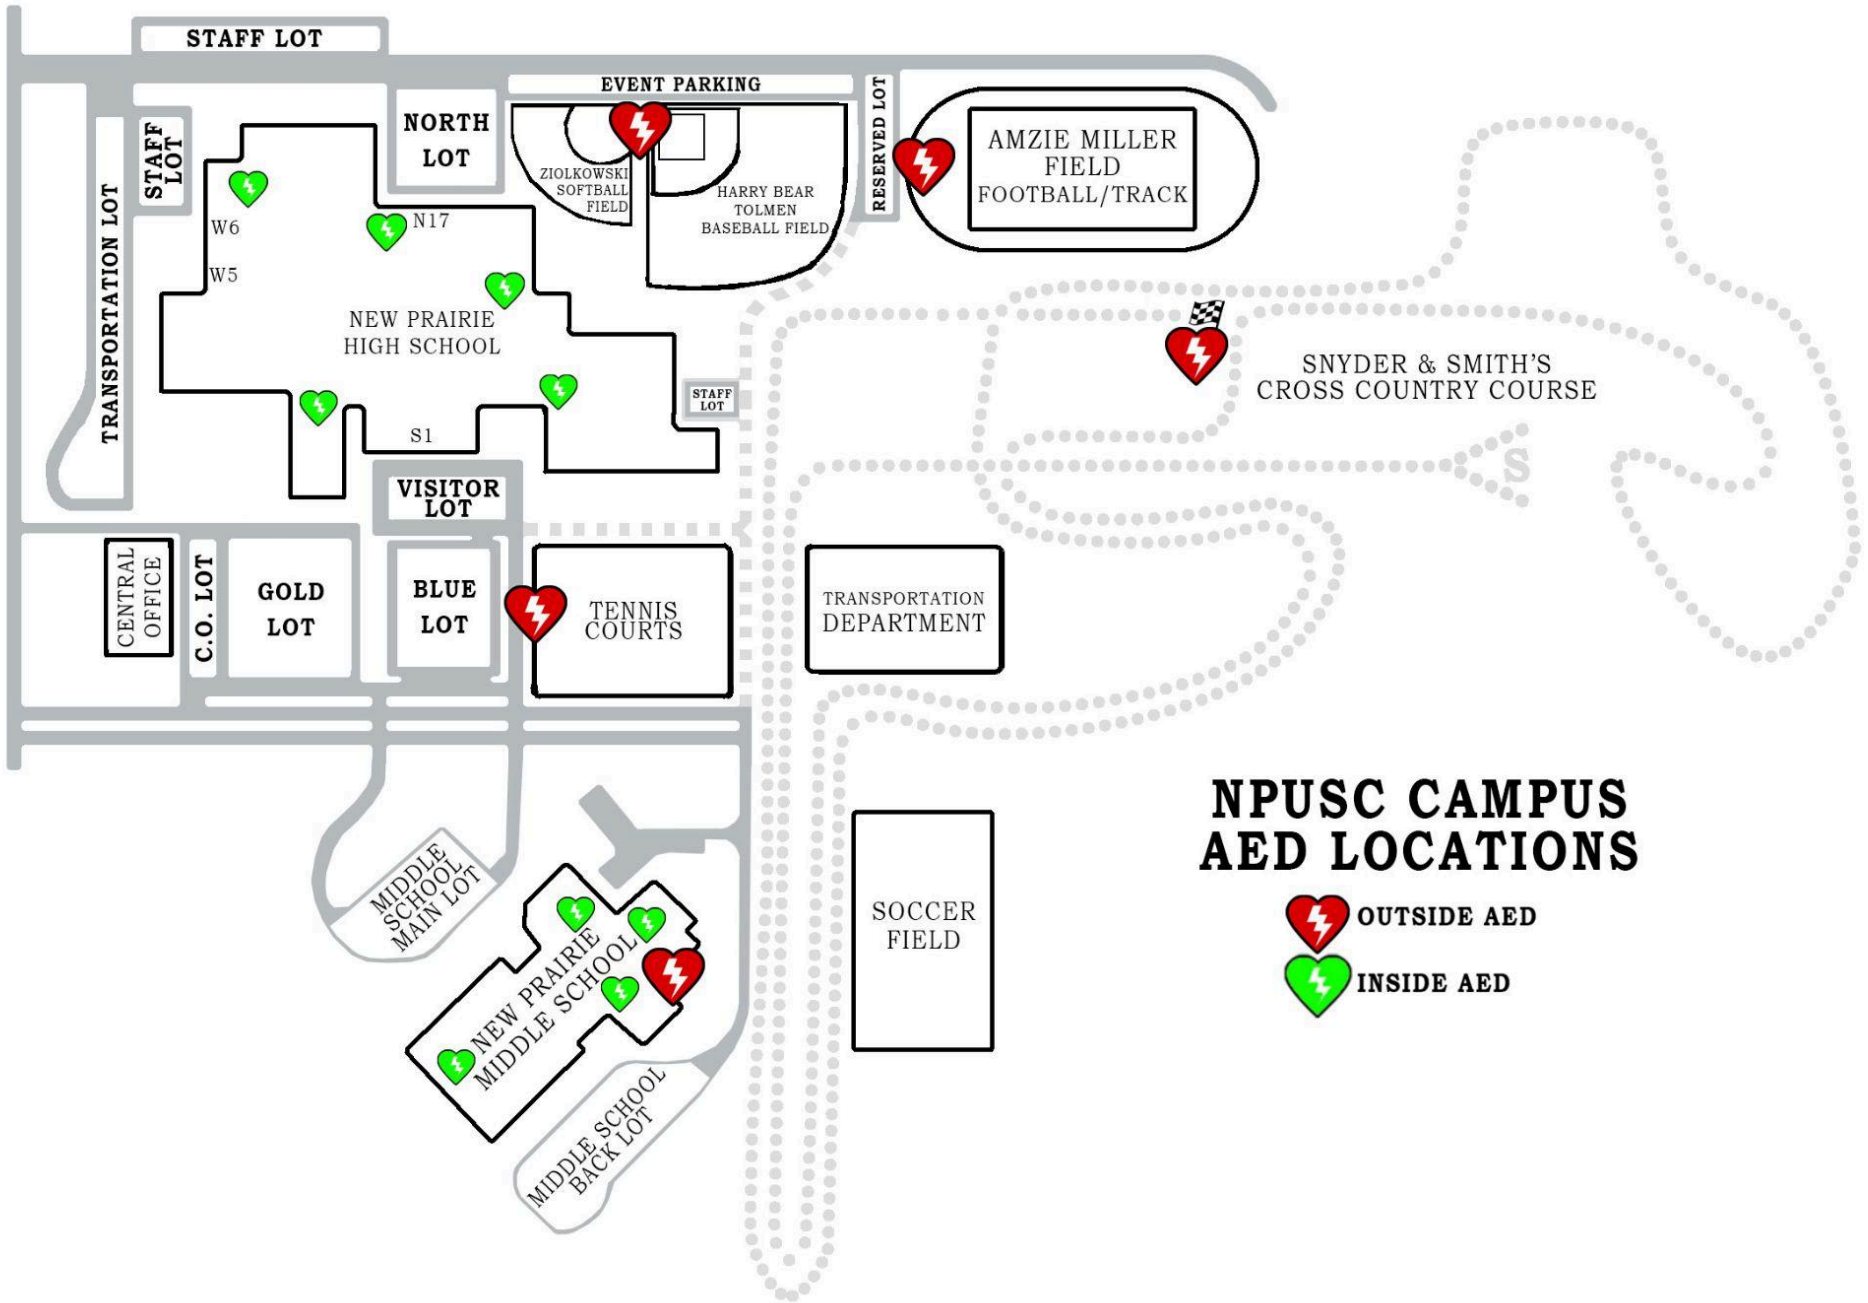 STAFF LOT
EVENT PARKING
STAFF
LOT
NORTH
LOT
RESERVED LOT
TRANSPORTATION LOT
ZIOLKOWSKI
SOFTBALL
FIELD
HARRY BEAR
TOLMEN
BASEBALL FIELD
AMZIE MILLER
FIELD
FOOTBALL/TRACK
W6
N17
W5
NEW PRAIRIE
HIGH SCHOOL
S1
STAFF
LOT
SNYDER & SMITH'S
CROSS COUNTRY COURSE
S
VISITOR
LOT
CENTRAL
OFFICE
C.O. LOT
GOLD
LOT
BLUE
LOT
TENNIS
COURTS
TRANSPORTATION
DEPARTMENT
MIDDLE
SCHOOL
MAIN LOT
NEW PRAIRIE
MIDDLE SCHOOL
MIDDLE SCHOOL
BACK LOT
SOCCER
FIELD
NPUSC CAMPUS
AED LOCATIONS
OUTSIDE AED
INSIDE AED